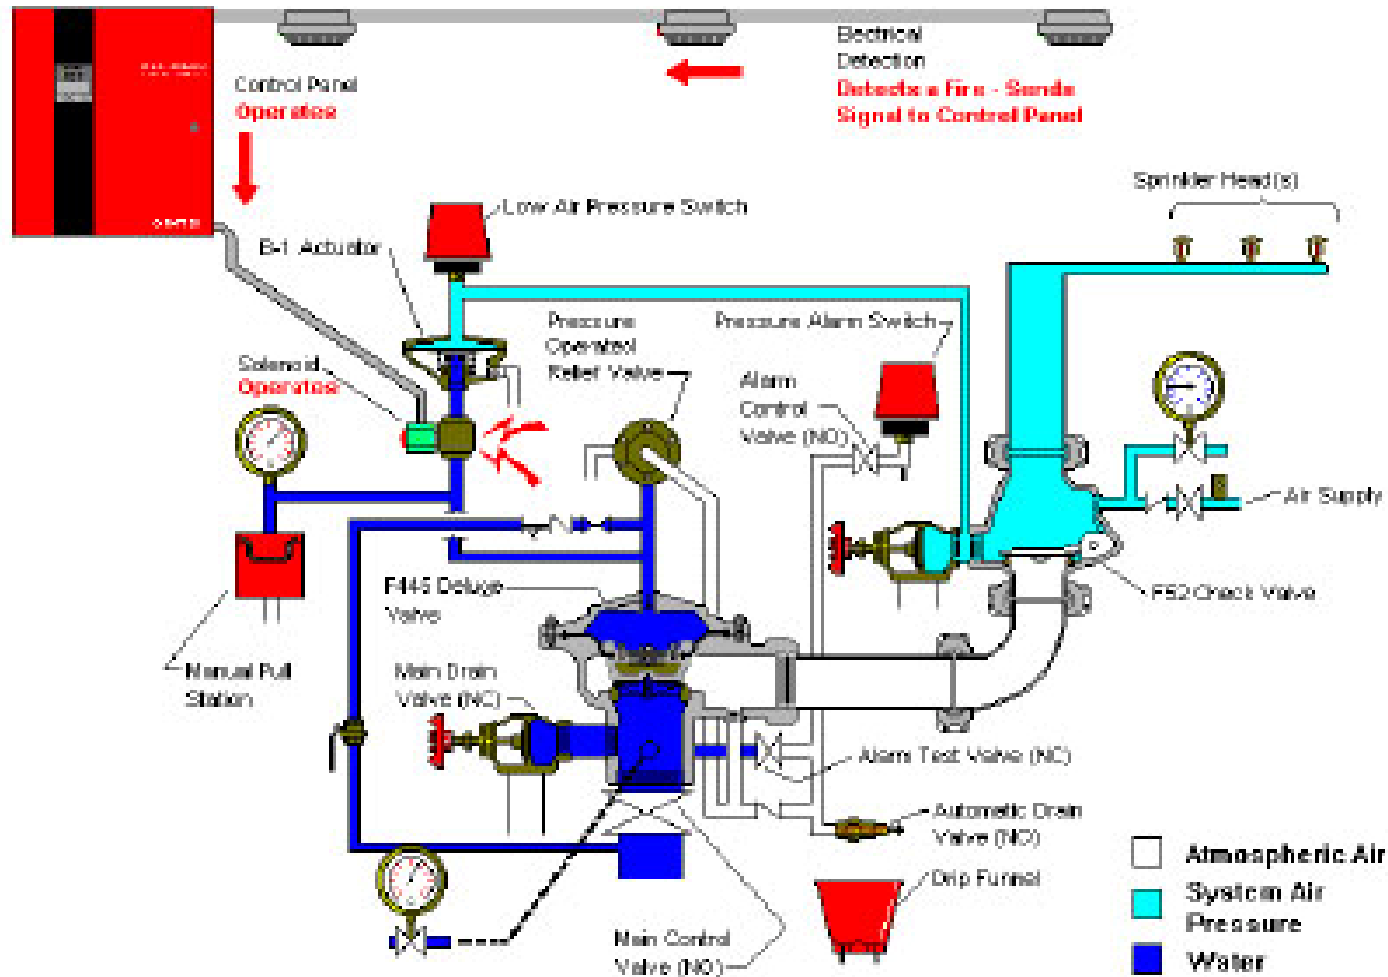 Control Panel
Operates
Electrical
Detection
Detects a Fire - Sends
Signal to Control Panel
Sprinkler Head(s)
Low Air Pressure Switch
B-1 Actuator
Pressure
Operated
Relief Valve
Pressure Alarm Switch
Solenoid
Operates
Alarm
Control
Valve (NO)
Air Supply
F445 Deluge
Valve
F52 Check Valve
Manual Pull
Station
Main Drain
Valve (NC)
Alarm Test Valve (NC)
Automatic Drain
Valve (NO)
Drip Funnel
Main Control
Valve (NO)
Atmospheric Air
System Air
Pressure
Water